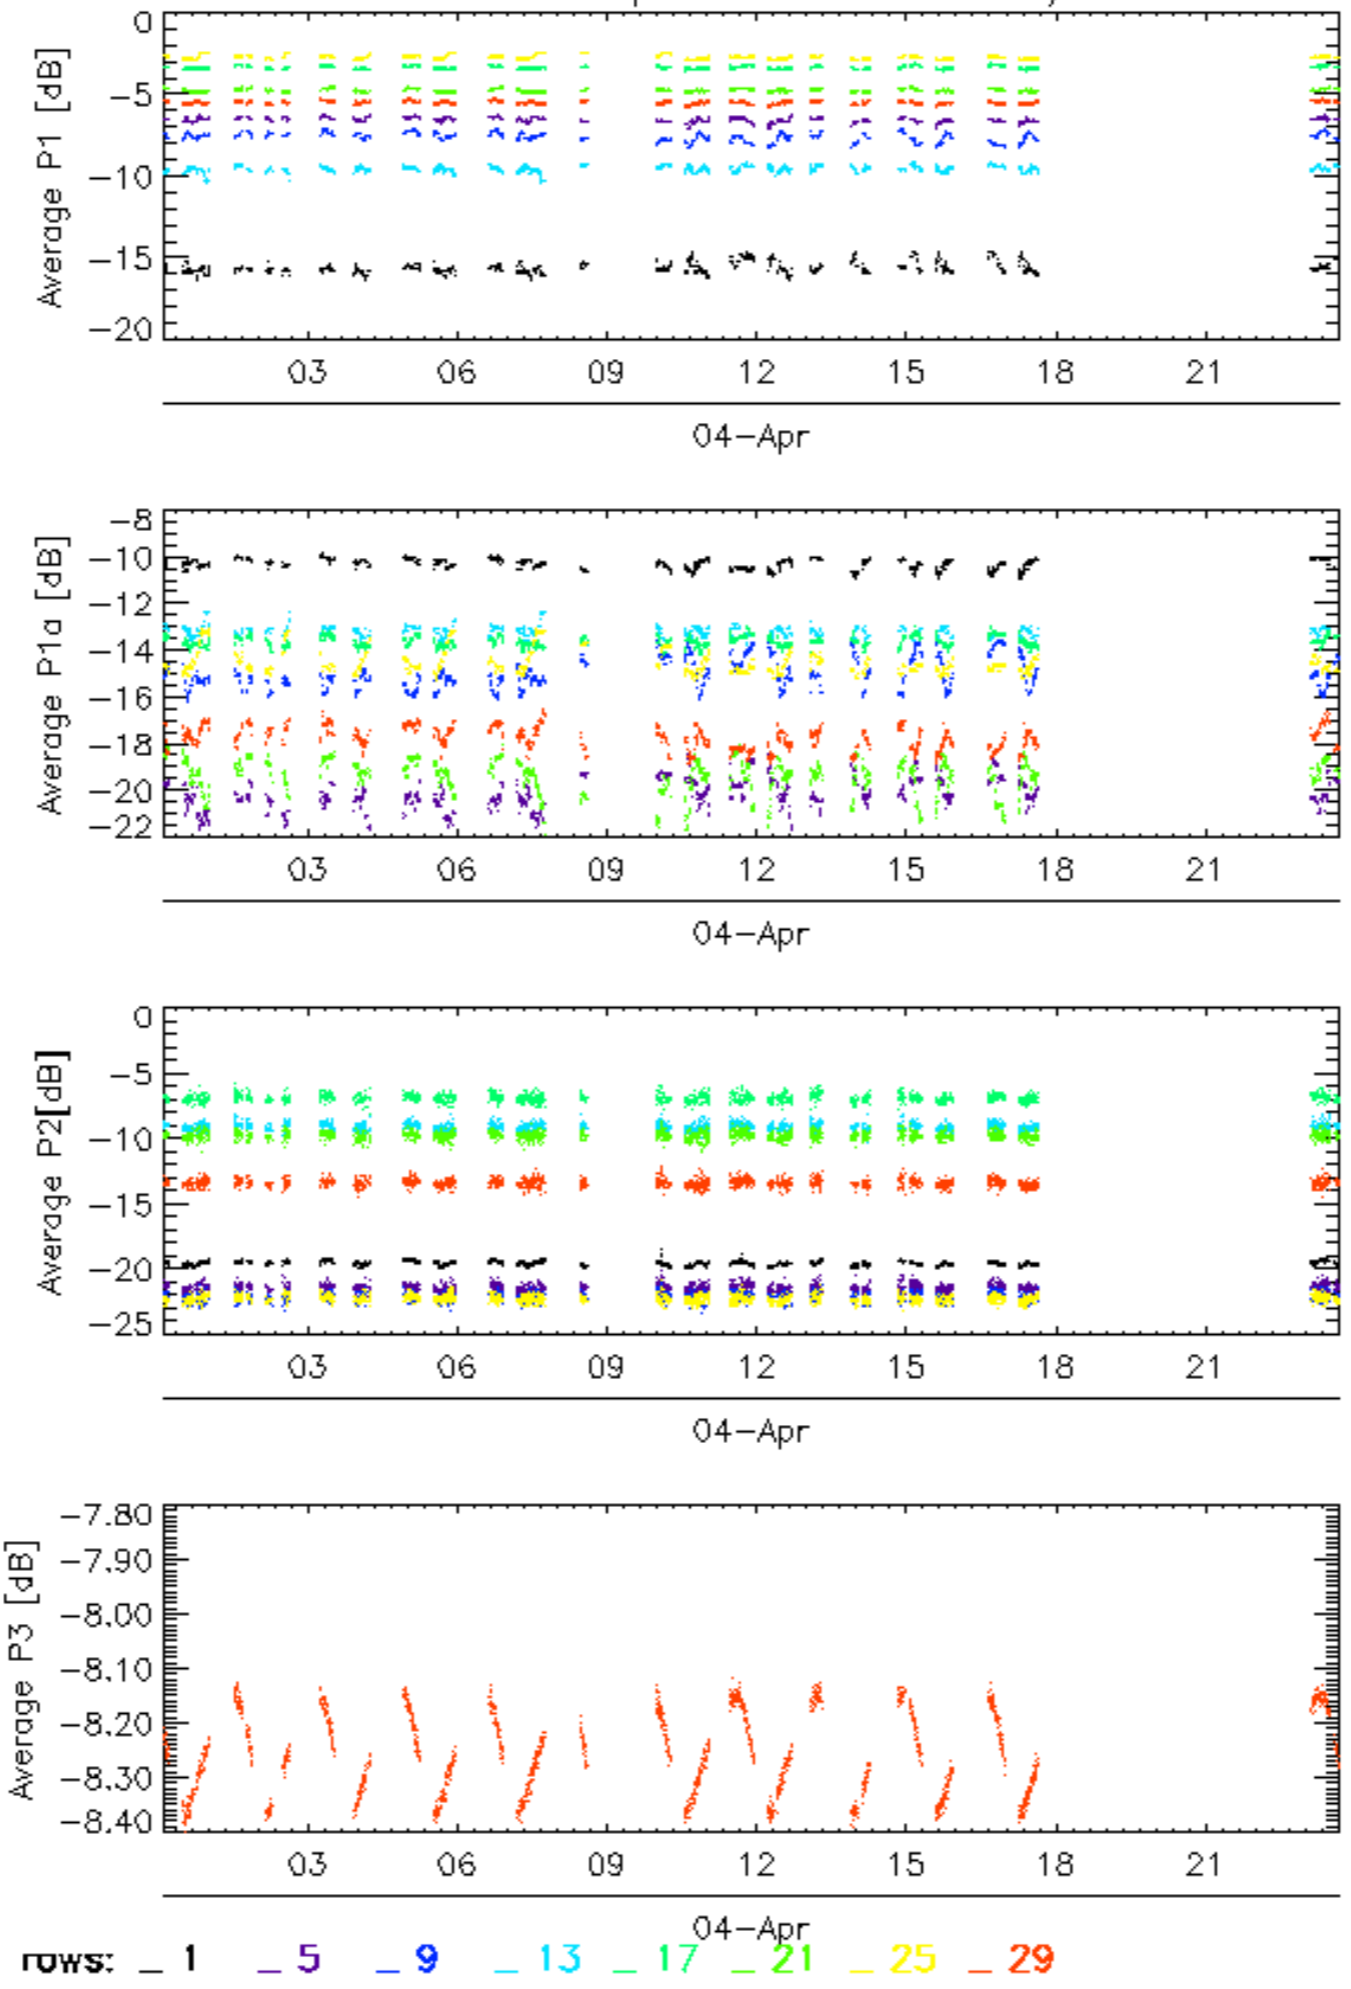 Average P1 [dB]
0
−5
−10
−15
−20
03 06 09 12 15 18 21
04−Apr
Average P1a [dB]
−8
−10
−12
−14
−16
−18
−20
−22
03 06 09 12 15 18 21
04−Apr
Average P2[dB]
0
−5
−10
−15
−20
−25
03 06 09 12 15 18 21
04−Apr
Average P3 [dB]
−7.80
−7.90
−8.00
−8.10
−8.20
−8.30
−8.40
03 06 09 12 15 18 21
04−Apr
rows: _ 1 _ 5 _ 9 _ 13 _ 17 _ 21 _ 25 _ 29